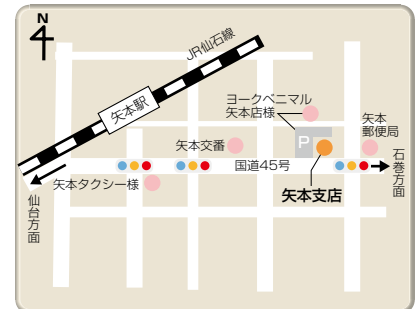 N
JR仙石線
矢本駅
ヨークベニマル
矢本店様
矢本
郵便局
P
矢本交番
国道45号
石巻方面
仙台方面
矢本タクシー様
矢本支店